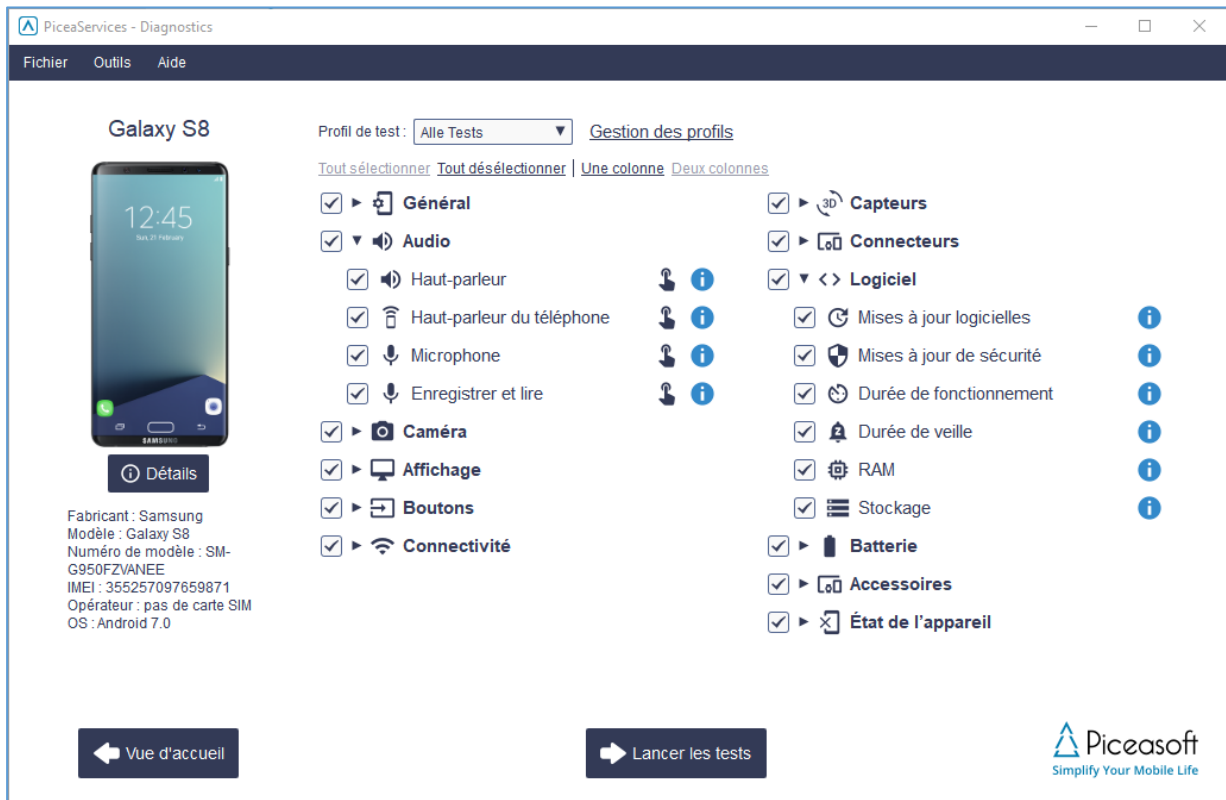 PiceaServices - Diagnostics
Fichier Outils Aide
Galaxy S8
12:45
Sun, 21 February
SAMSUNG
Détails
Fabricant : Samsung
Modèle : Galaxy S8
Numéro de modèle : SM-
G950FZVANEE
IMEI : 355257097659871
Opérateur : pas de carte SIM
OS : Android 7.0
Profil de test : Alle Tests Gestion des profils
Tout sélectionner Tout désélectionner | Une colonne Deux colonnes
Général
Audio
Haut-parleur
Haut-parleur du téléphone
Microphone
Enregistrer et lire
Caméra
Affichage
Boutons
Connectivité
3D Capteurs
Connecteurs
Logiciel
Mises à jour logicielles
Mises à jour de sécurité
Durée de fonctionnement
Durée de veille
RAM
Stockage
Batterie
Accessoires
État de l’appareil
Vue d'accueil
Lancer les tests
Piceasoft
Simplify Your Mobile Life